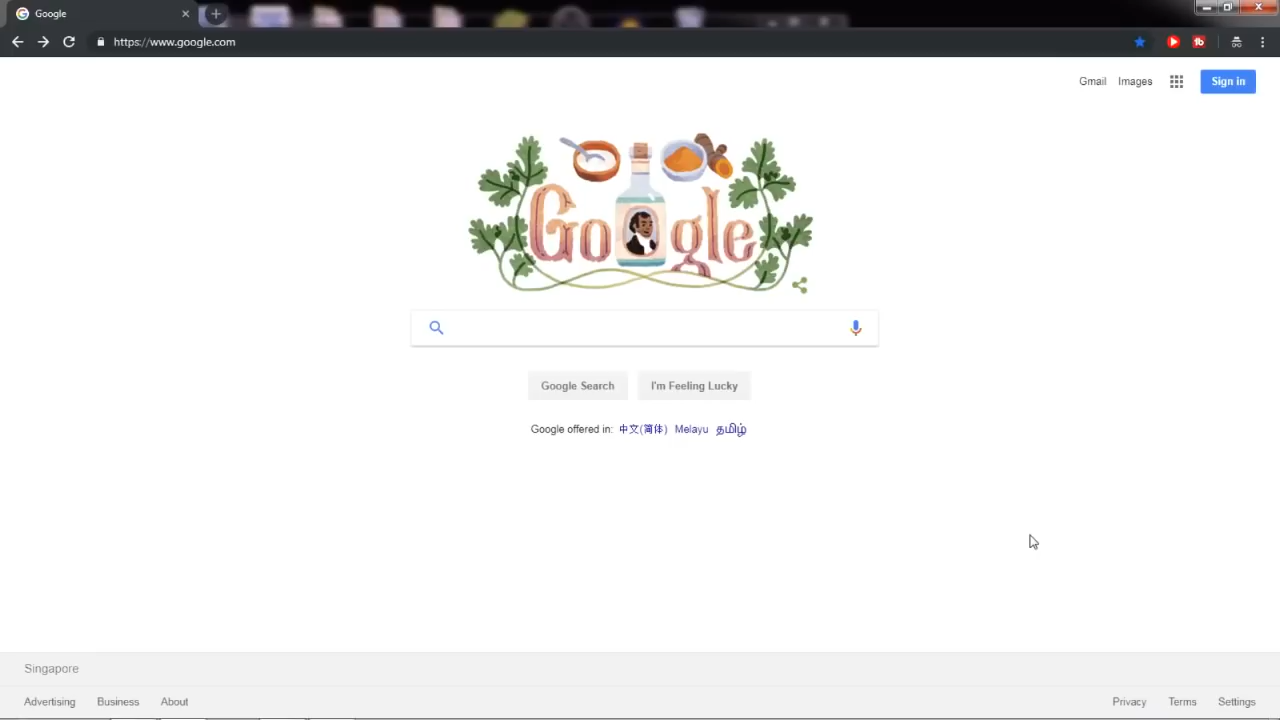 Google
https://www.google.com
Gmail Images Sign in
Google
Google Search I'm Feeling Lucky
Google offered in: 中文(简体) Melayu தமிழ்
Singapore
Advertising Business About Privacy Terms Settings